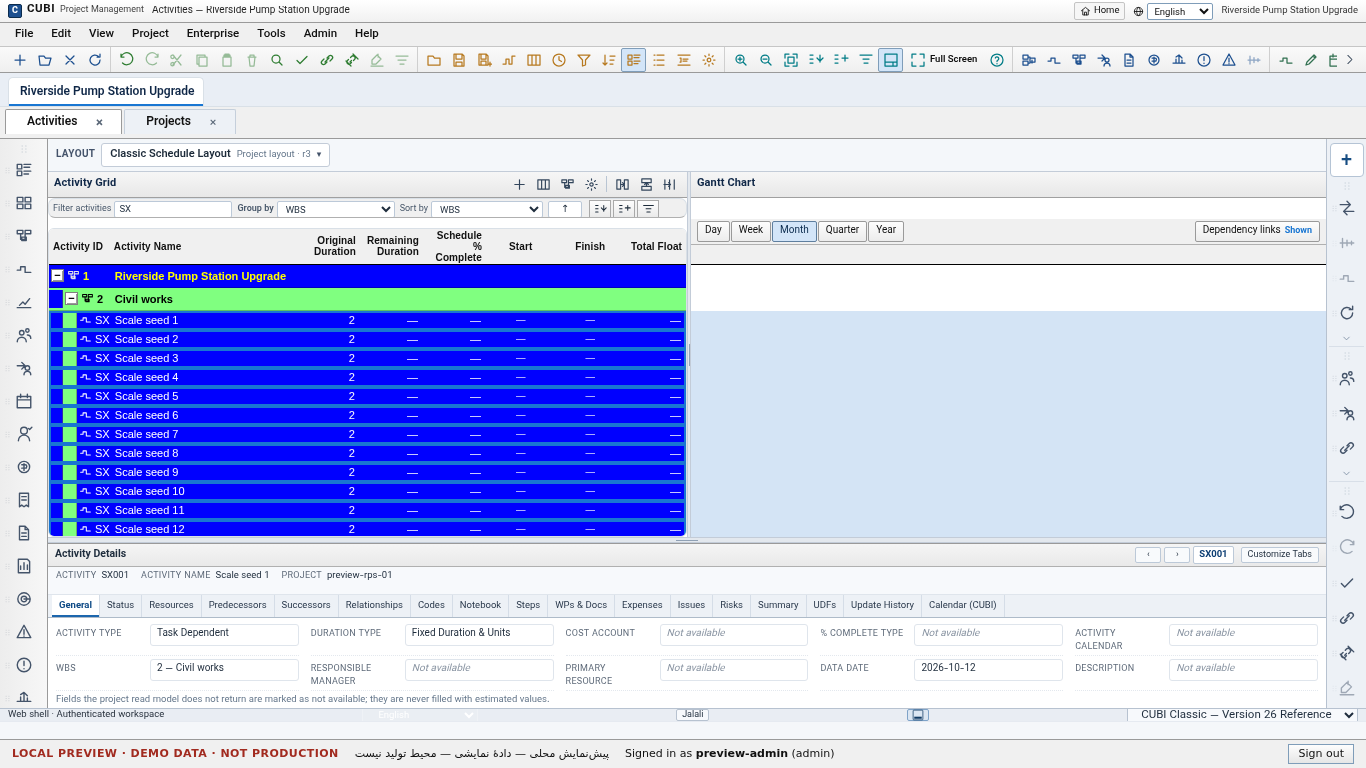 CUBI Project Management Activities — Riverside Pump Station Upgrade Home English Riverside Pump Station Upgrade
File Edit View Project Enterprise Tools Admin Help
Full Screen
Riverside Pump Station Upgrade
Activities × Projects ×
LAYOUT Classic Schedule Layout Project layout · r3
Activity Grid Gantt Chart
Filter activities SX Group by WBS Sort by WBS
Day Week Month Quarter Year Dependency links Shown
Activity ID Activity Name Original Duration Remaining Duration Schedule % Complete Start Finish Total Float
1 Riverside Pump Station Upgrade
2 Civil works
SX Scale seed 1 2 — — — — —
SX Scale seed 2 2 — — — — —
SX Scale seed 3 2 — — — — —
SX Scale seed 4 2 — — — — —
SX Scale seed 5 2 — — — — —
SX Scale seed 6 2 — — — — —
SX Scale seed 7 2 — — — — —
SX Scale seed 8 2 — — — — —
SX Scale seed 9 2 — — — — —
SX Scale seed 10 2 — — — — —
SX Scale seed 11 2 — — — — —
SX Scale seed 12 2 — — — — —
Activity Details ‹ › SX001 Customize Tabs
ACTIVITY SX001 ACTIVITY NAME Scale seed 1 PROJECT preview-rps-01
General Status Resources Predecessors Successors Relationships Codes Notebook Steps WPs & Docs Expenses Issues Risks Summary UDFs Update History Calendar (CUBI)
ACTIVITY TYPE Task Dependent DURATION TYPE Fixed Duration & Units COST ACCOUNT Not available % COMPLETE TYPE Not available ACTIVITY CALENDAR Not available
WBS 2 — Civil works RESPONSIBLE MANAGER Not available PRIMARY RESOURCE Not available DATA DATE 2026-10-12 DESCRIPTION Not available
Fields the project read model does not return are marked as not available; they are never filled with estimated values.
Web shell · Authenticated workspace English Jalali CUBI Classic — Version 26 Reference
LOCAL PREVIEW · DEMO DATA · NOT PRODUCTION پیش‌نمایش محلی — دادهٔ نمایشی — محیط تولید نیست Signed in as preview-admin (admin) Sign out